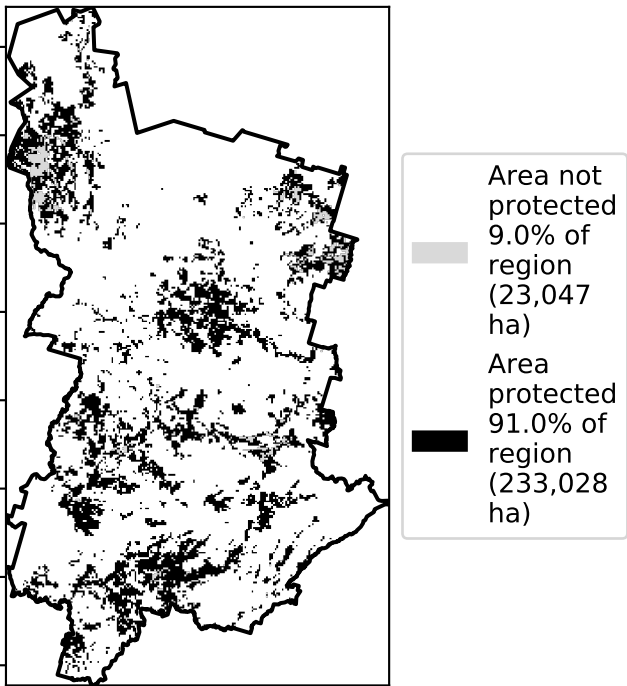 Area not
protected
9.0% of
region
(23,047
ha)
Area
protected
91.0% of
region
(233,028
ha)